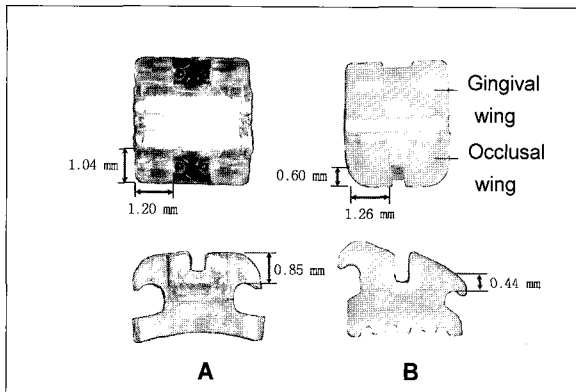 Gingival
wing
Occlusal
wing
1.04 mm
1.20 mm
0.60 mm
1.26 mm
0.85 mm
0.44 mm
A
B